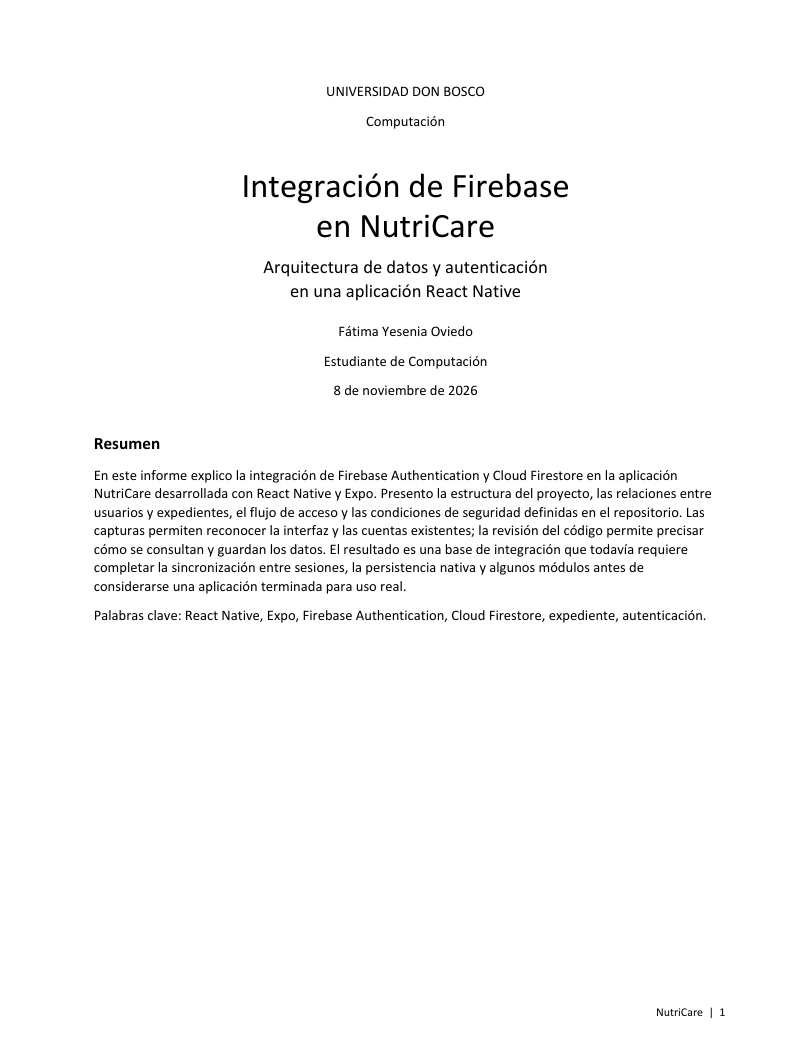 UNIVERSIDAD DON BOSCO
Computación
Integración de Firebase
en NutriCare
Arquitectura de datos y autenticación
en una aplicación React Native
Fátima Yesenia Oviedo
Estudiante de Computación
8 de noviembre de 2026
Resumen
En este informe explico la integración de Firebase Authentication y Cloud Firestore en la aplicación
NutriCare desarrollada con React Native y Expo. Presento la estructura del proyecto, las relaciones entre
usuarios y expedientes, el flujo de acceso y las condiciones de seguridad definidas en el repositorio. Las
capturas permiten reconocer la interfaz y las cuentas existentes; la revisión del código permite precisar
cómo se consultan y guardan los datos. El resultado es una base de integración que todavía requiere
completar la sincronización entre sesiones, la persistencia nativa y algunos módulos antes de
considerarse una aplicación terminada para uso real.
Palabras clave: React Native, Expo, Firebase Authentication, Cloud Firestore, expediente, autenticación.
NutriCare | 1